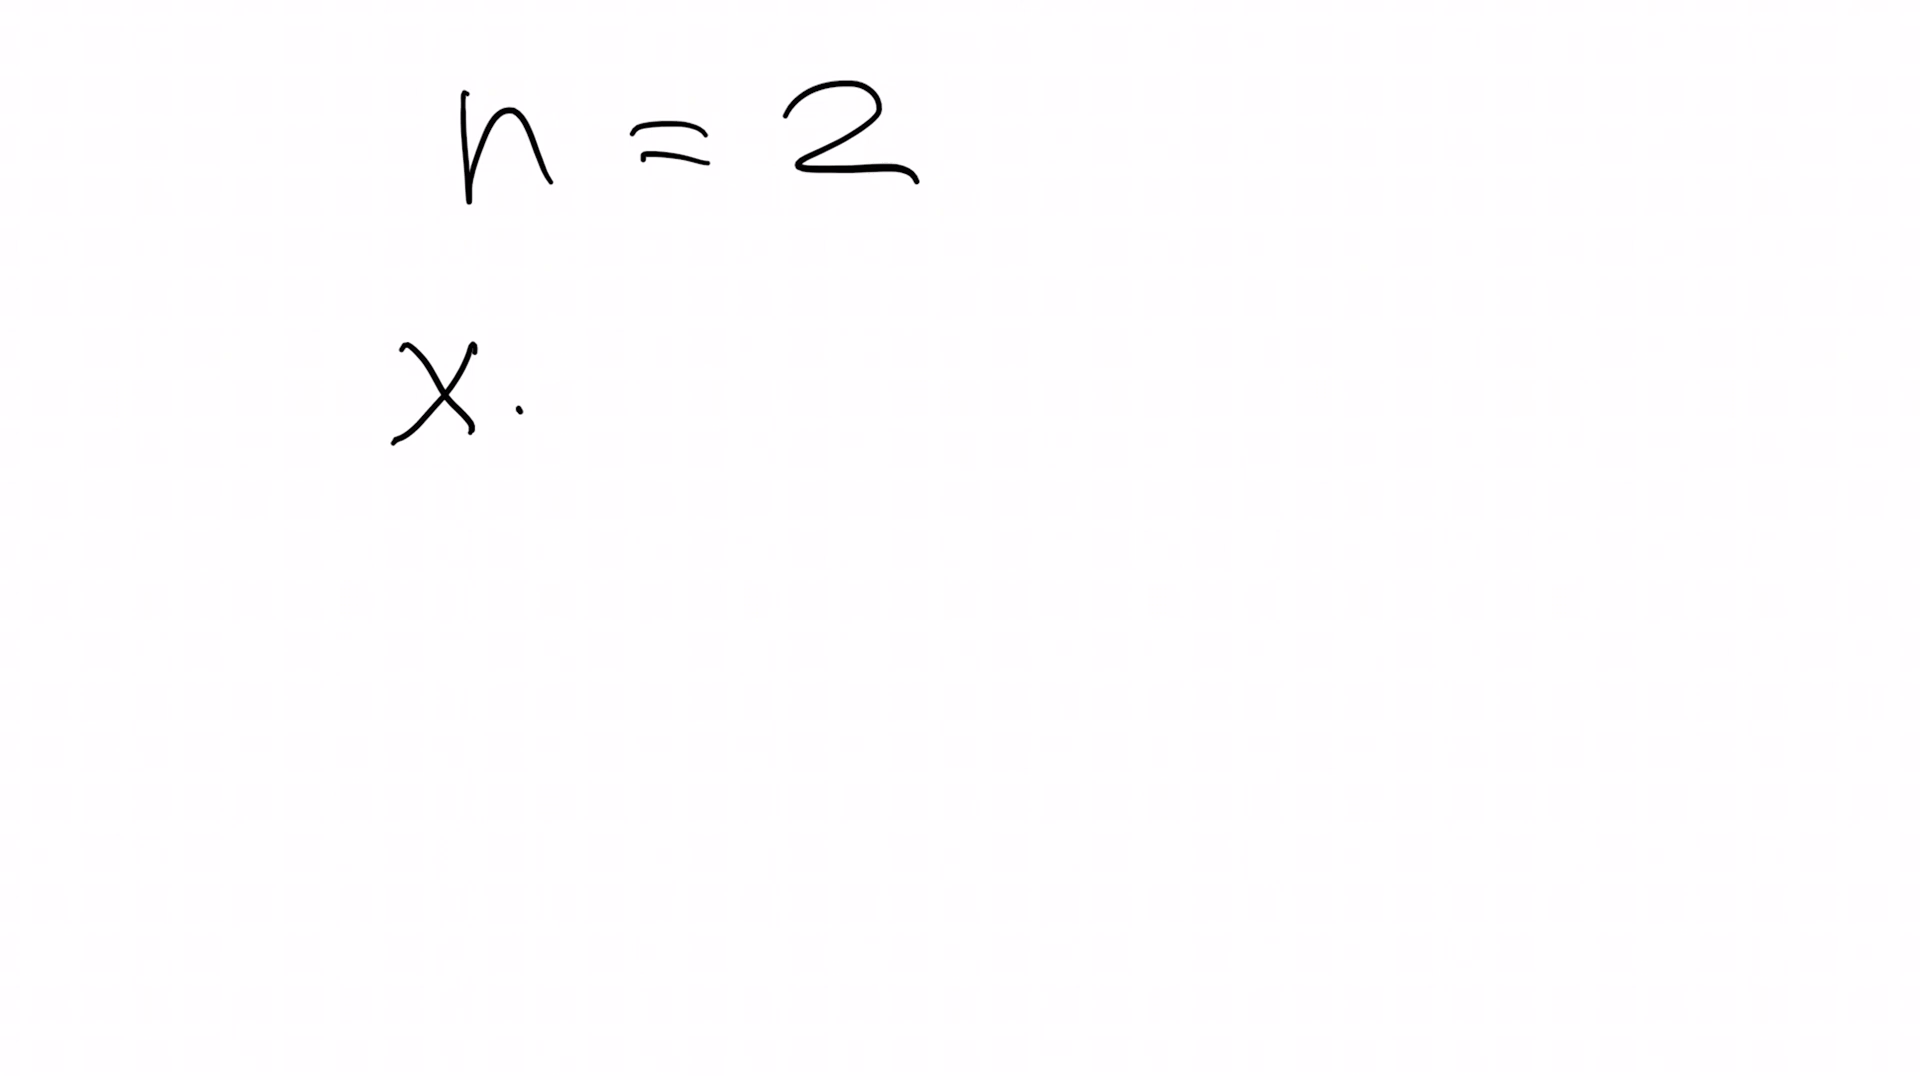 n = 2
x.